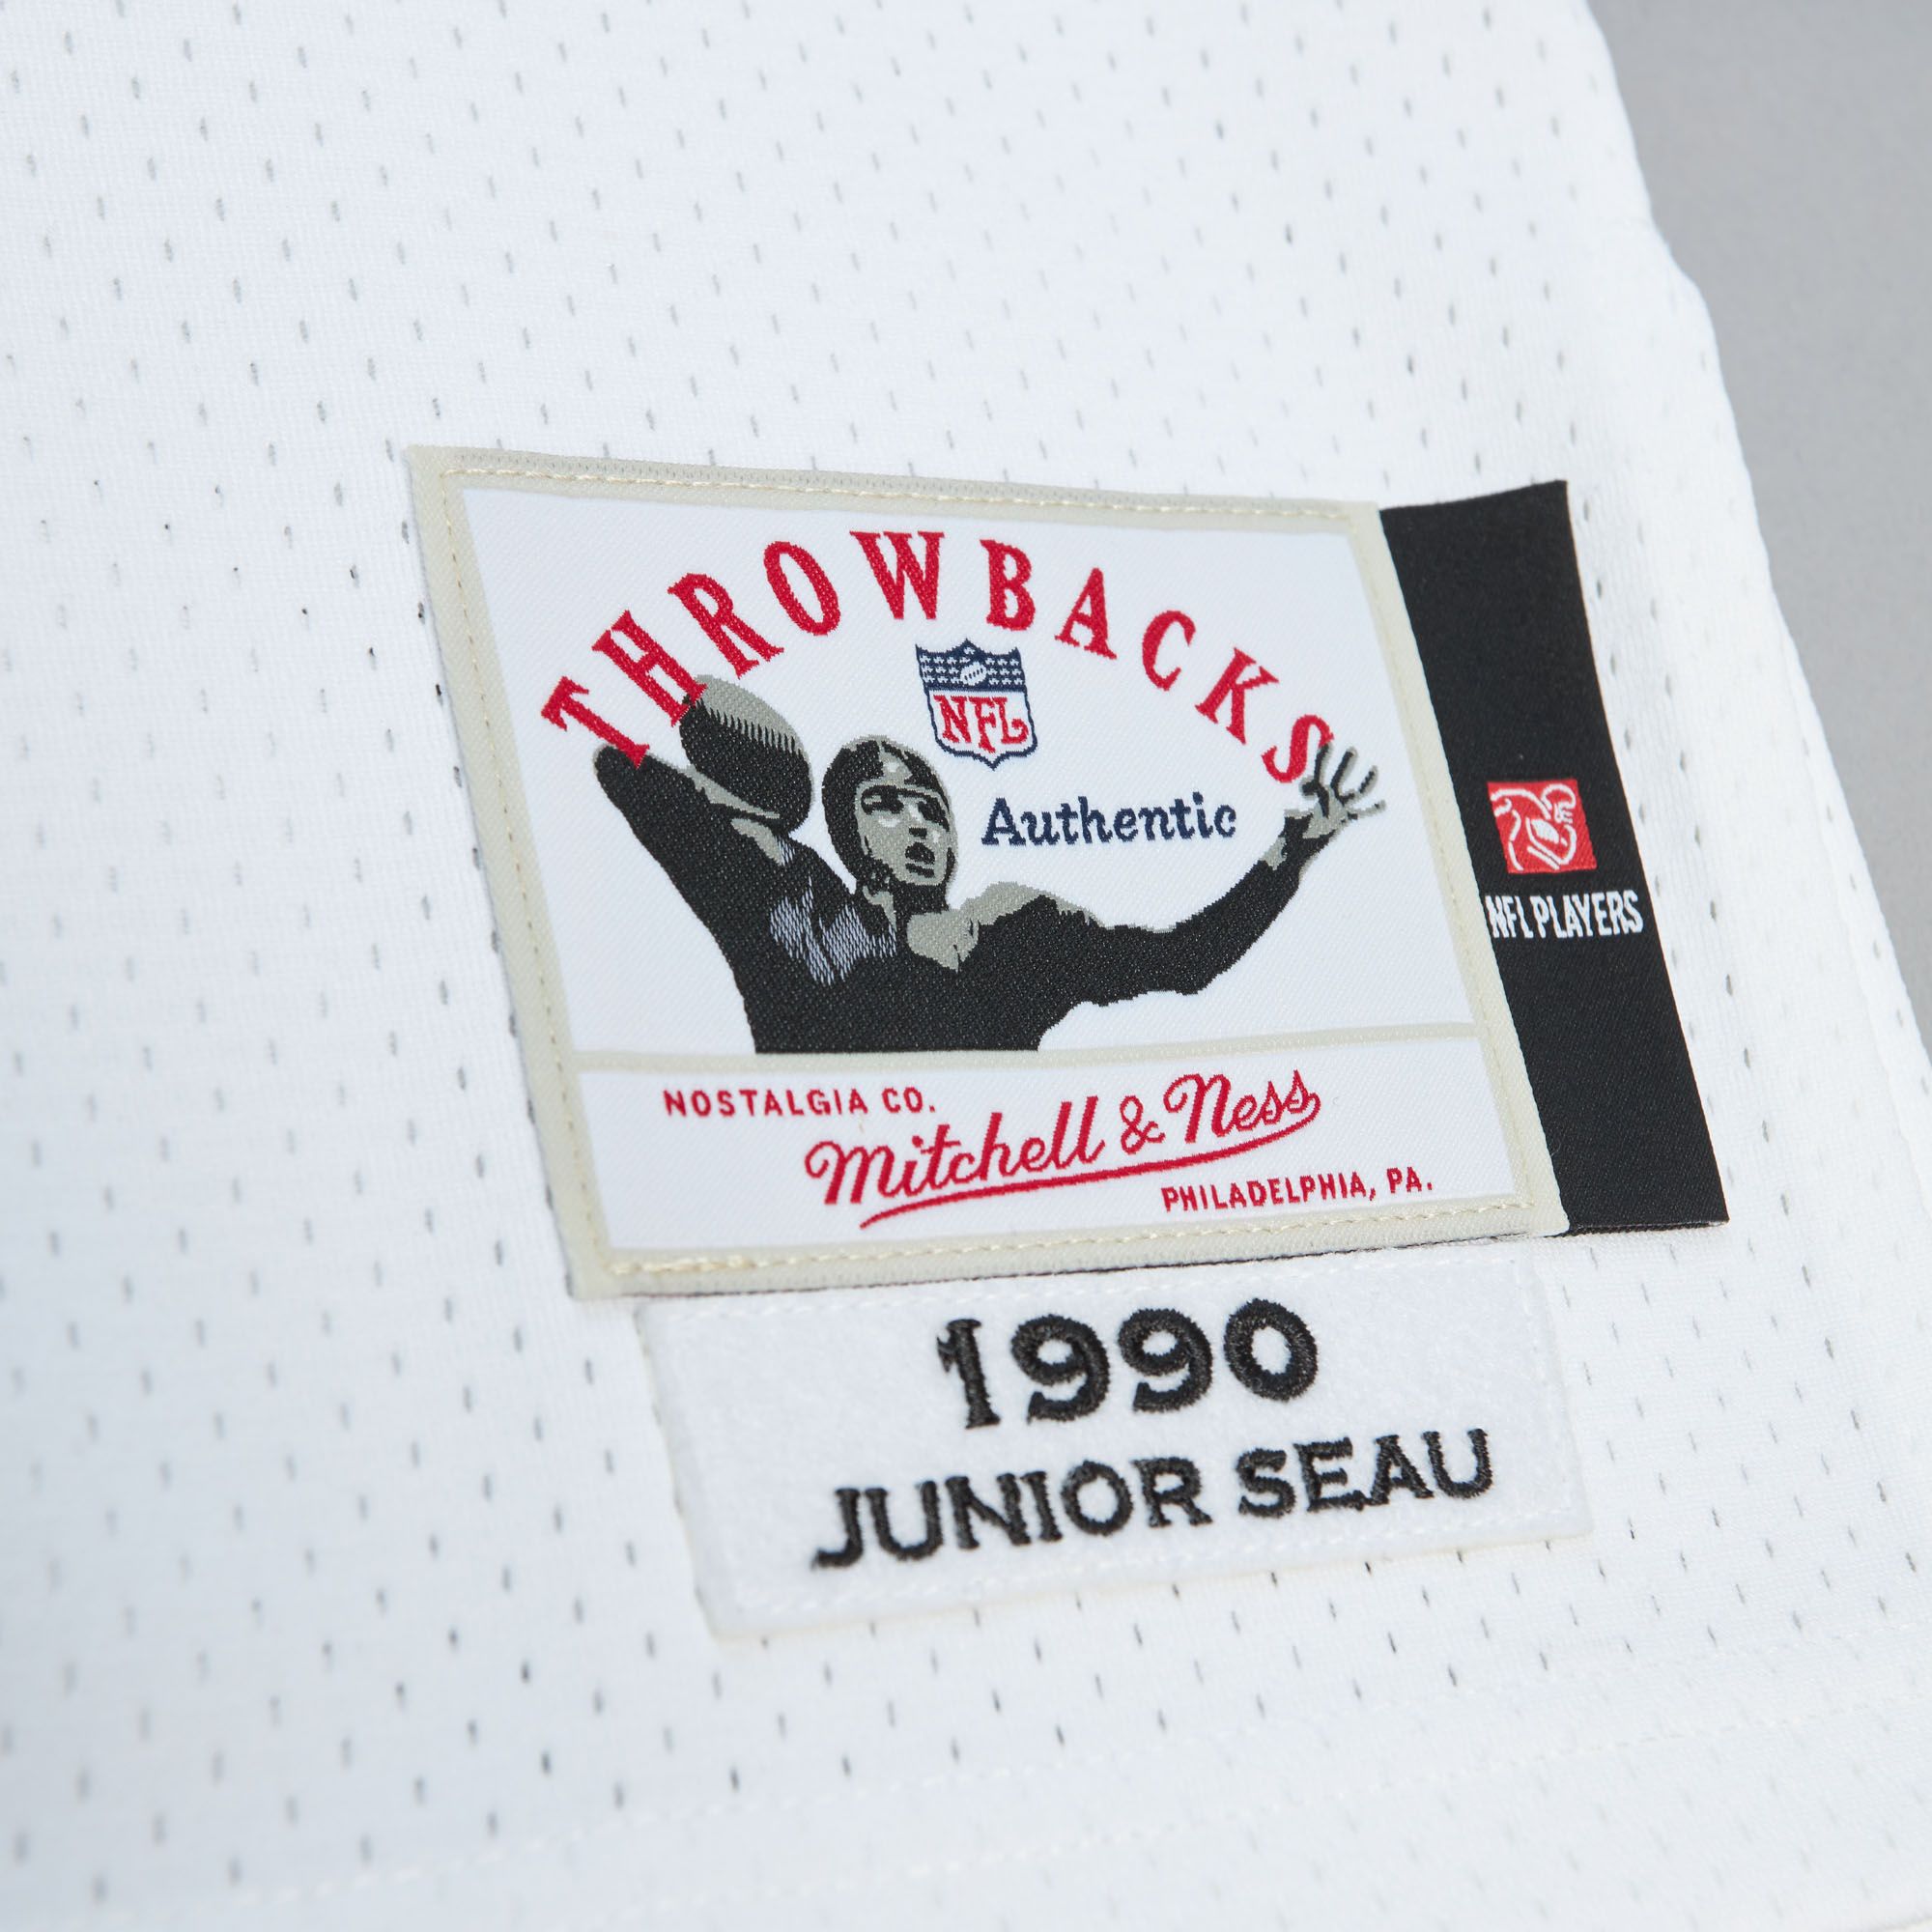 THROWBACKS
NFL
Authentic
NFL PLAYERS
NOSTALGIA CO.
Mitchell & Ness
PHILADELPHIA, PA.
1990
JUNIOR SEAU